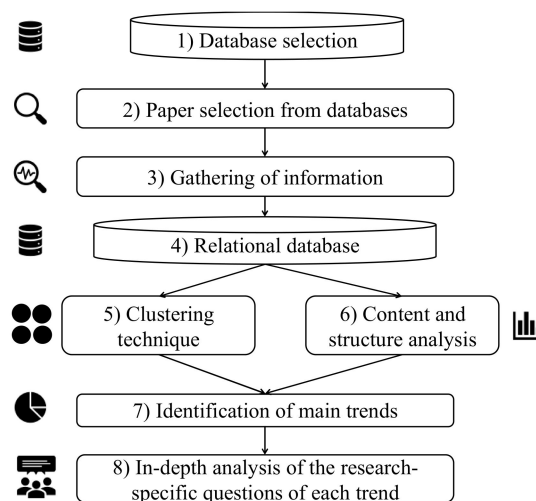 1) Database selection
2) Paper selection from databases
3) Gathering of information
4) Relational database
5) Clustering
technique
6) Content and
structure analysis
7) Identification of main trends
8) In-depth analysis of the research-
specific questions of each trend